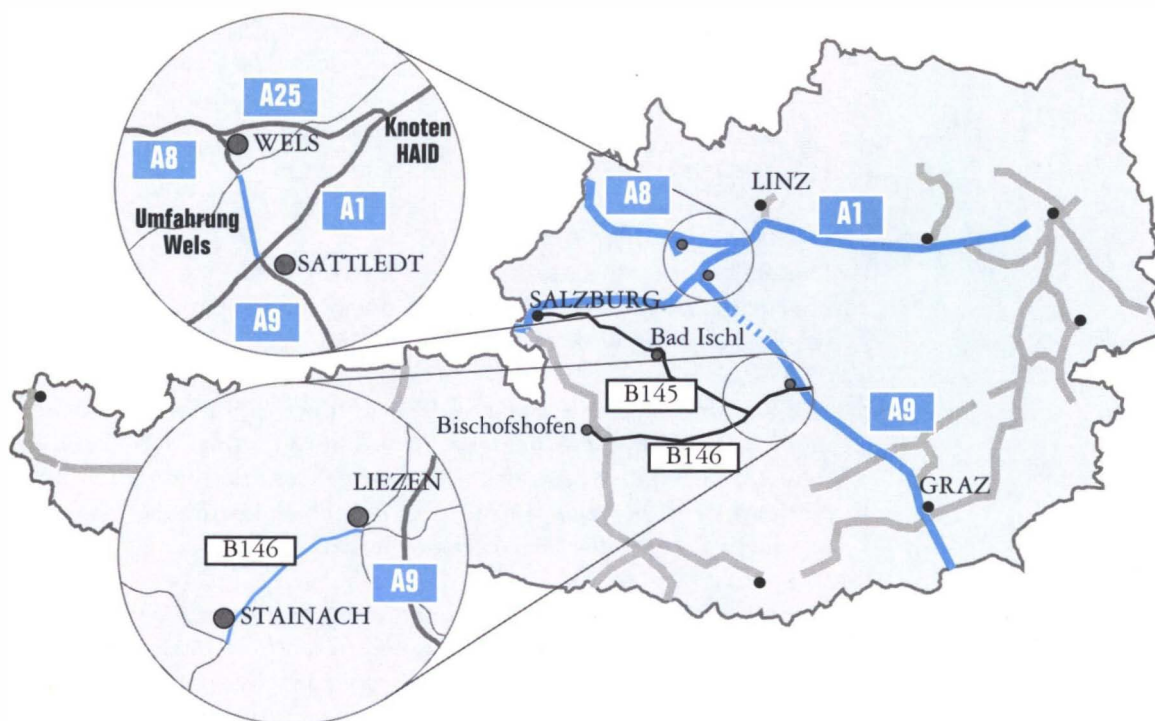 A25
Knoten
HAID
WELS
A8
A1
Umfahrung
Wels
SATTLEDT
A9
LINZ
A8
A1
SALZBURG
Bad Ischl
B145
A9
Bischofshofen
B146
GRAZ
LIEZEN
B146
A9
STAINACH